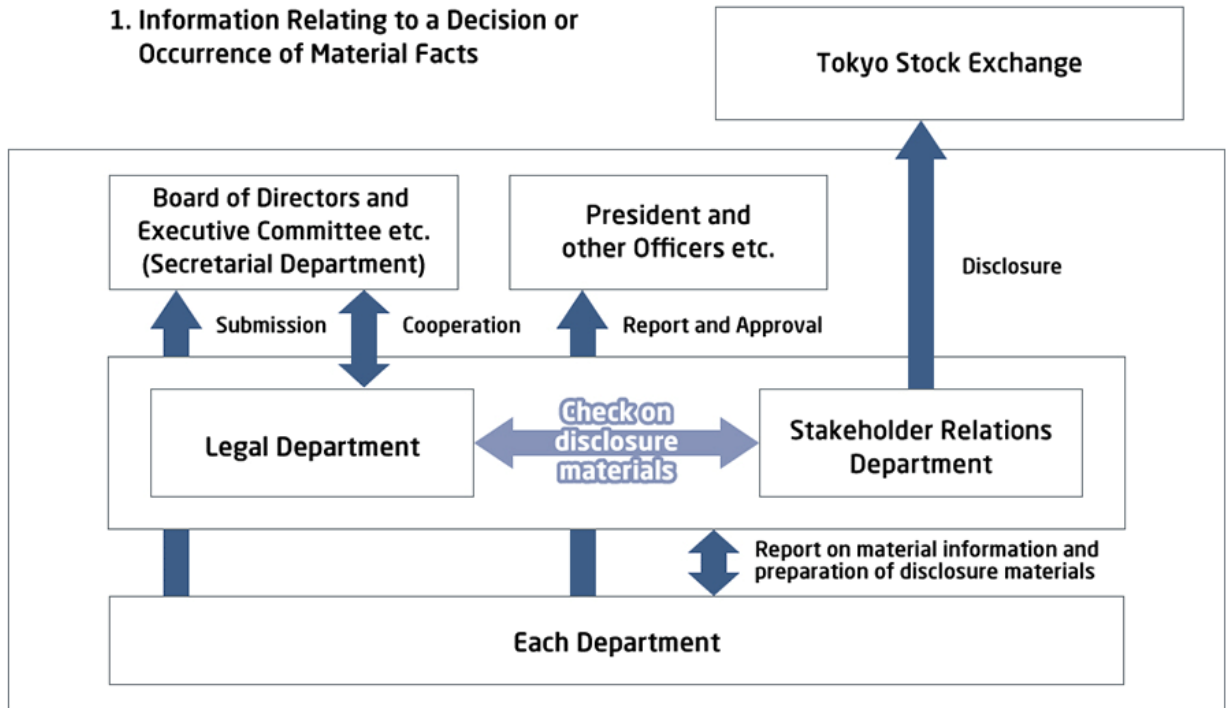 1. Information Relating to a Decision or
Occurrence of Material Facts
Tokyo Stock Exchange
Board of Directors and
Executive Committee etc.
(Secretarial Department)
President and
other Officers etc.
Disclosure
Submission
Cooperation
Report and Approval
Legal Department
Check on
disclosure
materials
Stakeholder Relations
Department
Report on material information and
preparation of disclosure materials
Each Department